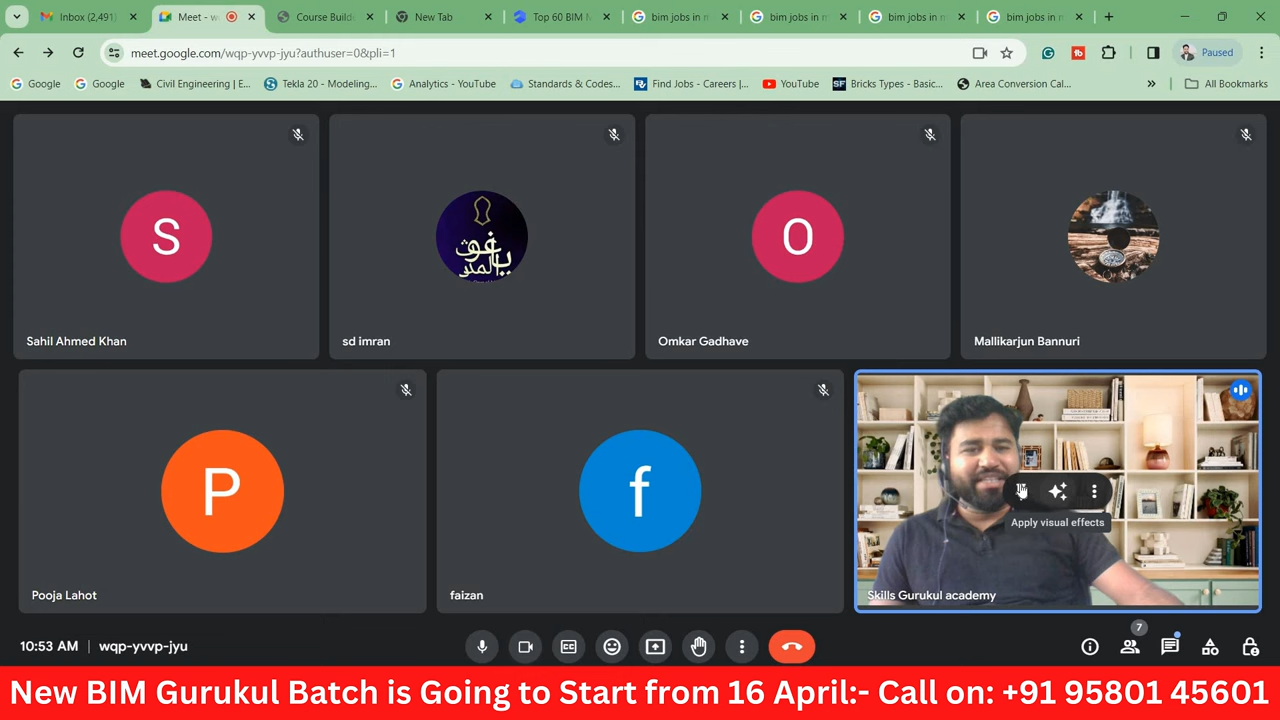 Inbox (2,491)
Meet - w
Course Build
New Tab
Top 60 BIM M
bim jobs in m
bim jobs in m
bim jobs in m
bim jobs in m
meet.google.com/wqp-yvvp-jyu?authuser=0&pli=1
Paused
Google
Google
Civil Engineering | E...
Tekla 20 - Modeling...
Analytics - YouTube
Standards & Codes...
Find Jobs - Careers |...
YouTube
Bricks Types - Basic...
Area Conversion Cal...
All Bookmarks
S
Sahil Ahmed Khan
sd imran
O
Omkar Gadhave
Mallikarjun Bannuri
P
Pooja Lahot
f
faizan
Apply visual effects
Skills Gurukul academy
10:53 AM | wqp-yvvp-jyu
7
New BIM Gurukul Batch is Going to Start from 16 April:- Call on: +91 95801 45601